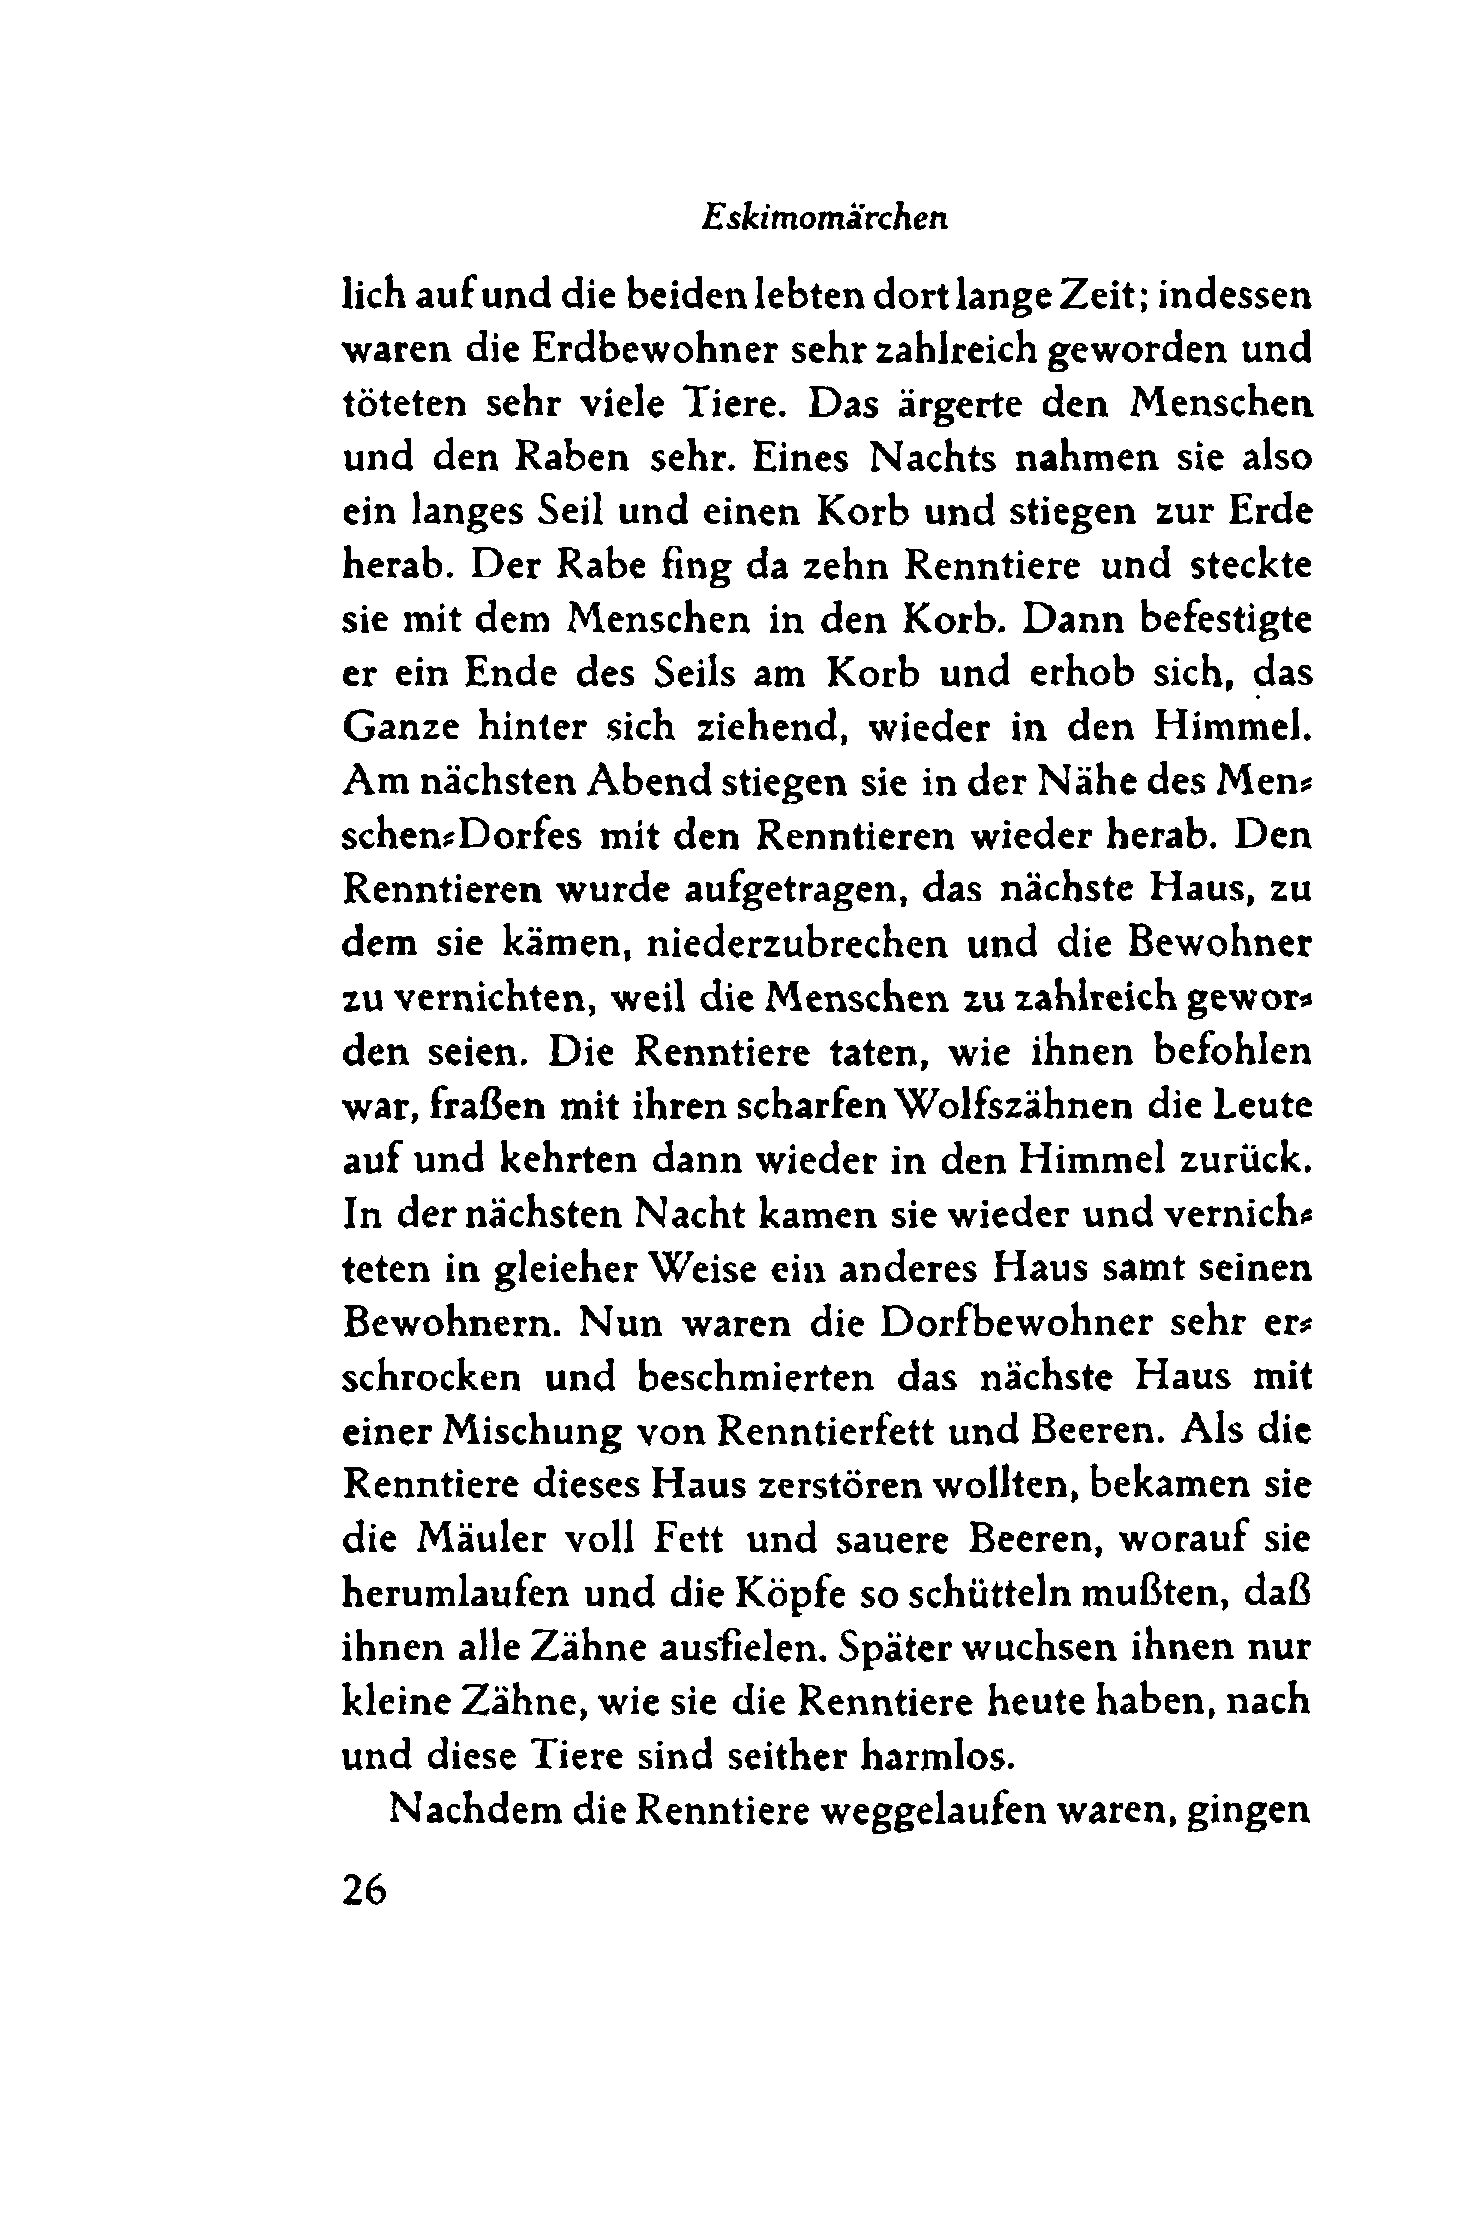 Eskimomärchen
lich auf und die beiden lebten dort lange Zeit; indessen
waren die Erdbewohner sehr zahlreich geworden und
töteten sehr viele Tiere. Das ärgerte den Menschen
und den Raben sehr. Eines Nachts nahmen sie also
ein langes Seil und einen Korb und stiegen zur Erde
herab. Der Rabe fing da zehn Renntiere und steckte
sie mit dem Menschen in den Korb. Dann befestigte
er ein Ende des Seils am Korb und erhob sich, das
Ganze hinter sich ziehend, wieder in den Himmel.
Am nächsten Abend stiegen sie in der Nähe des Men-
schen-Dorfes mit den Renntieren wieder herab. Den
Renntieren wurde aufgetragen, das nächste Haus, zu
dem sie kämen, niederzubrechen und die Bewohner
zu vernichten, weil die Menschen zu zahlreich gewor-
den seien. Die Renntiere taten, wie ihnen befohlen
war, fraßen mit ihren scharfen Wolfszähnen die Leute
auf und kehrten dann wieder in den Himmel zurück.
In der nächsten Nacht kamen sie wieder und vernich-
teten in gleieher Weise ein anderes Haus samt seinen
Bewohnern. Nun waren die Dorfbewohner sehr er-
schrocken und beschmierten das nächste Haus mit
einer Mischung von Renntierfett und Beeren. Als die
Renntiere dieses Haus zerstören wollten, bekamen sie
die Mäuler voll Fett und sauere Beeren, worauf sie
herumlaufen und die Köpfe so schütteln mußten, daß
ihnen alle Zähne ausfielen. Später wuchsen ihnen nur
kleine Zähne, wie sie die Renntiere heute haben, nach
und diese Tiere sind seither harmlos.
Nachdem die Renntiere weggelaufen waren, gingen
26